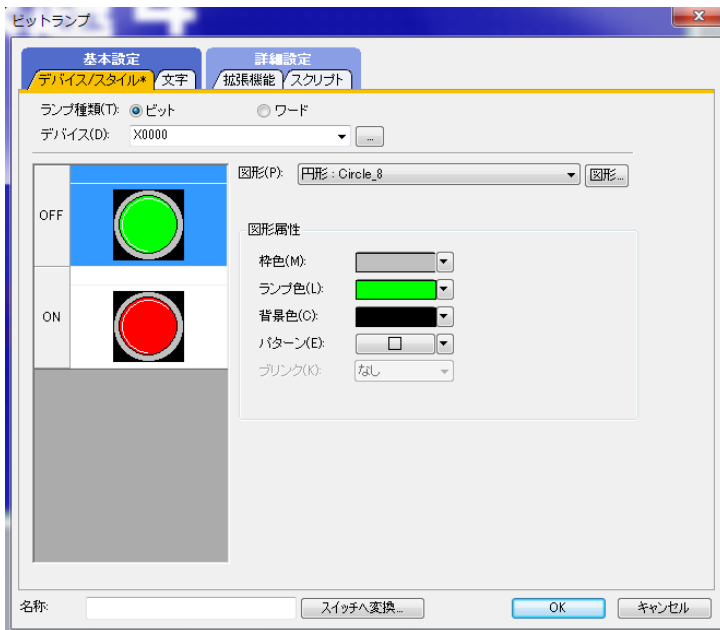 ビットランプ
基本設定
詳細設定
デバイス/スタイル* 文字 拡張機能 スクリプト
ランプ種類(T): ビット ワード
デバイス(D): X0000 ...
図形(P): 円形 : Circle_8 図形...
OFF
図形属性
枠色(M):
ランプ色(L):
ON
背景色(C):
パターン(E):
ブリンク(K): なし
名称: スイッチへ変換... OK キャンセル